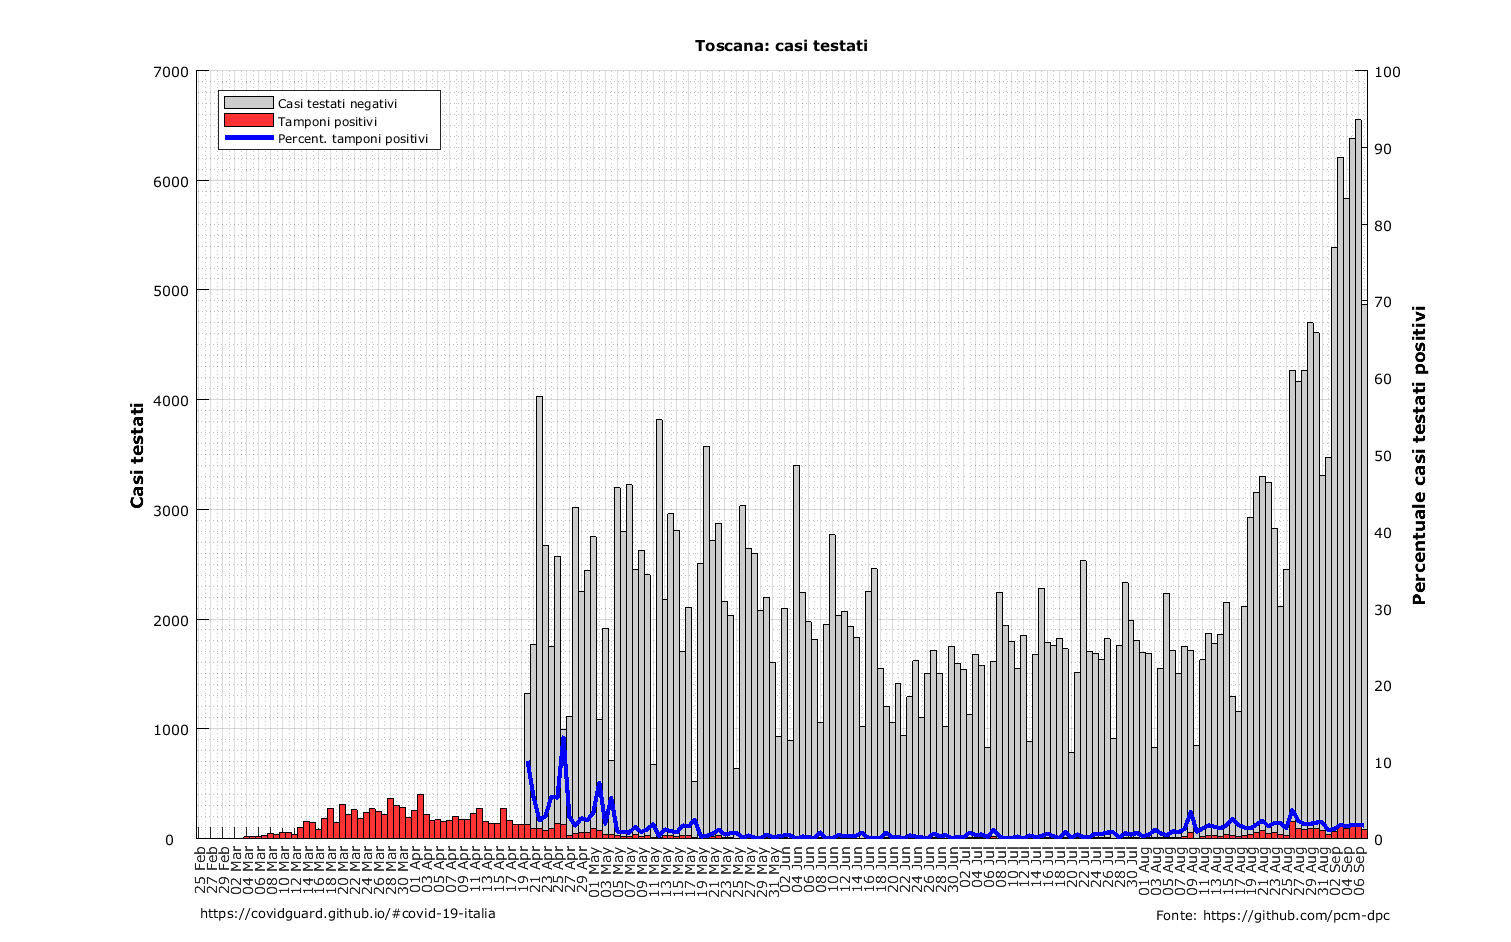 Toscana: casi testati
Casi testati negativi
Tamponi positivi
Percent. tamponi positivi
Casi testati
7000
6000
5000
4000
3000
2000
1000
0
100
90
80
70
60
50
40
30
20
10
0
Percentuale casi testati positivi
25 Feb
27 Feb
29 Feb
02 Mar
04 Mar
06 Mar
08 Mar
10 Mar
12 Mar
14 Mar
16 Mar
18 Mar
20 Mar
22 Mar
24 Mar
26 Mar
28 Mar
30 Mar
01 Apr
03 Apr
05 Apr
07 Apr
09 Apr
11 Apr
13 Apr
15 Apr
17 Apr
19 Apr
21 Apr
23 Apr
25 Apr
27 Apr
29 Apr
01 May
03 May
05 May
07 May
09 May
11 May
13 May
15 May
17 May
19 May
21 May
23 May
25 May
27 May
29 May
31 May
02 Jun
04 Jun
06 Jun
08 Jun
10 Jun
12 Jun
14 Jun
16 Jun
18 Jun
20 Jun
22 Jun
24 Jun
26 Jun
28 Jun
30 Jun
02 Jul
04 Jul
06 Jul
08 Jul
10 Jul
12 Jul
14 Jul
16 Jul
18 Jul
20 Jul
22 Jul
24 Jul
26 Jul
28 Jul
30 Jul
01 Aug
03 Aug
05 Aug
07 Aug
09 Aug
11 Aug
13 Aug
15 Aug
17 Aug
19 Aug
21 Aug
23 Aug
25 Aug
27 Aug
29 Aug
31 Aug
02 Sep
04 Sep
06 Sep
https://covidguard.github.io/#covid-19-italia
Fonte: https://github.com/pcm-dpc